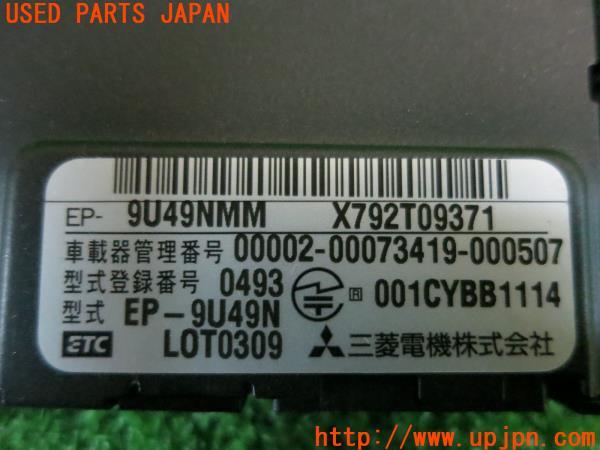 USED PARTS JAPAN
EP- 9U49NMM X792T09371
車載器管理番号 00002-00073419-000507
型式登録番号 0493 R 001CYBB1114
型式 EP-9U49N
ETC LOT0309 三菱電機株式会社
http://www.upjpn.com/